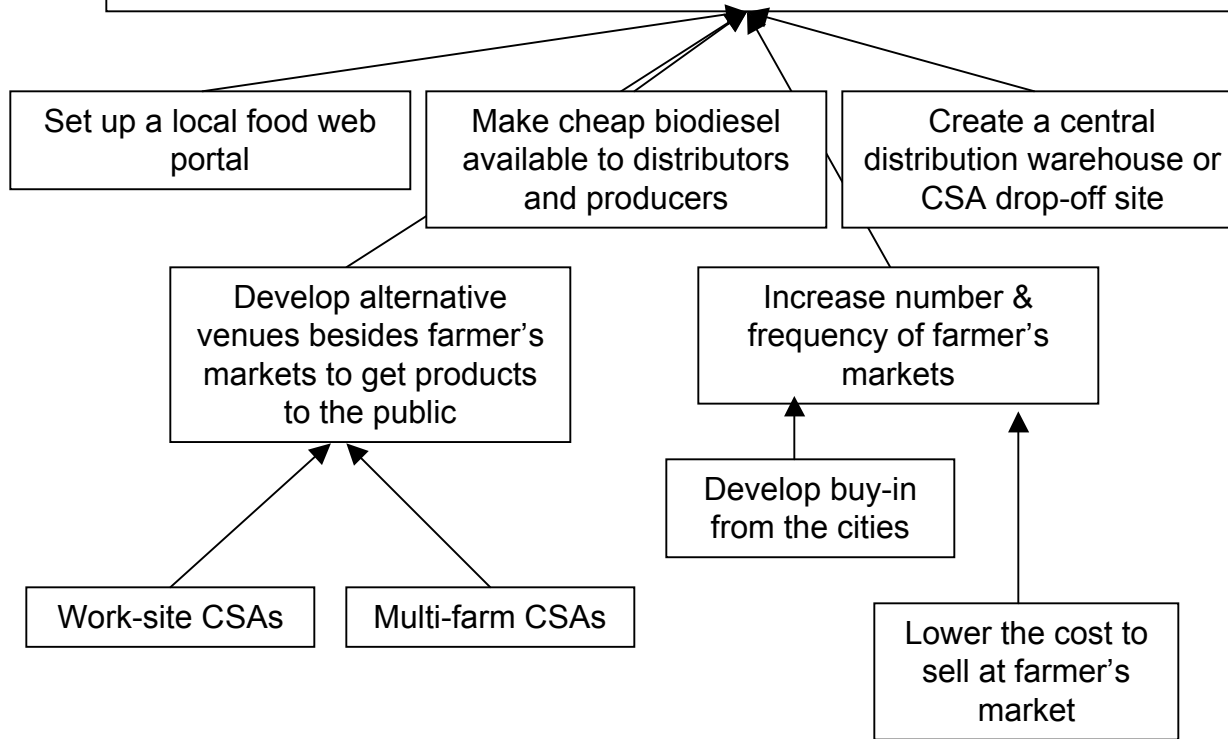 Set up a local food web
portal
Make cheap biodiesel
available to distributors
and producers
Create a central
distribution warehouse or
CSA drop-off site
Develop alternative
venues besides farmer’s
markets to get products
to the public
Increase number &
frequency of farmer’s
markets
Develop buy-in
from the cities
Work-site CSAs
Multi-farm CSAs
Lower the cost to
sell at farmer’s
market